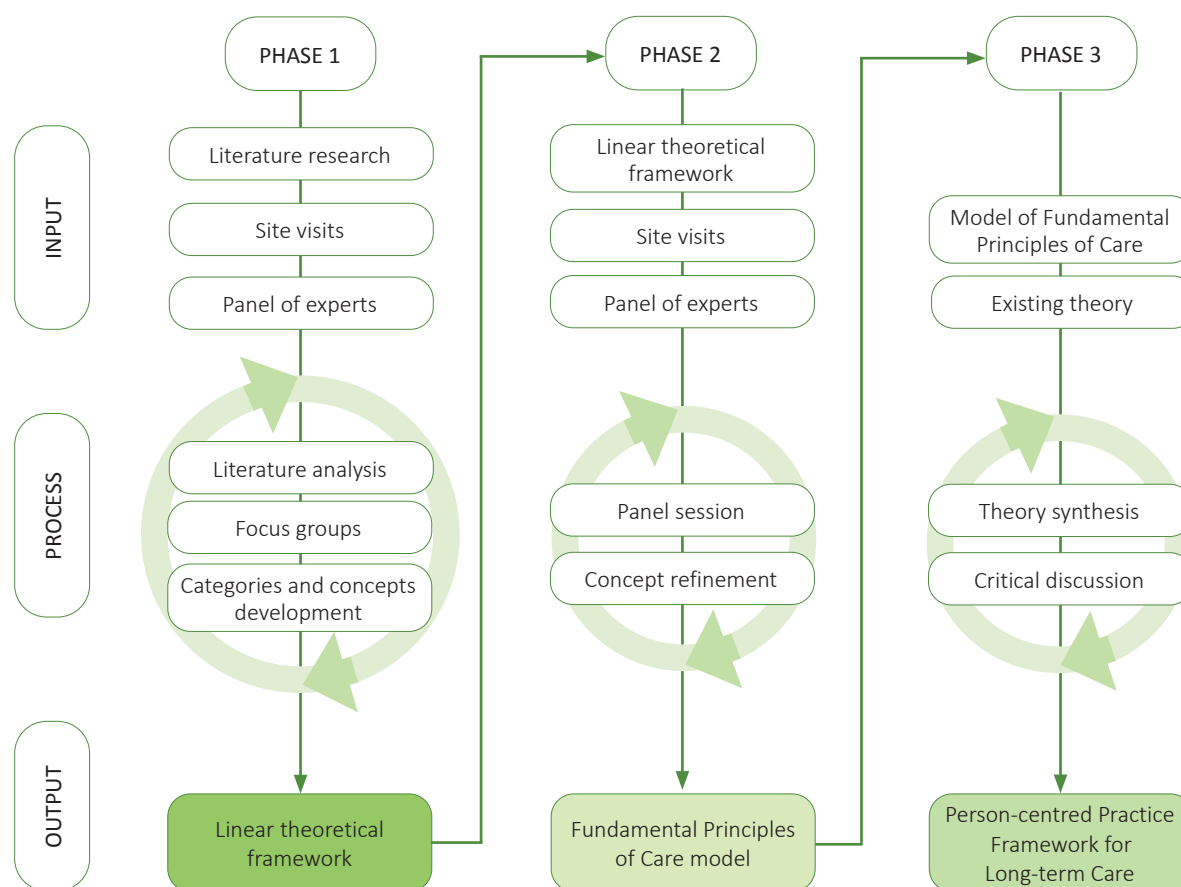 PHASE 1
PHASE 2
PHASE 3
INPUT
Literature research
Site visits
Panel of experts
Linear theoretical
framework
Site visits
Panel of experts
Model of Fundamental
Principles of Care
Existing theory
PROCESS
Literature analysis
Focus groups
Categories and concepts
development
Panel session
Concept refinement
Theory synthesis
Critical discussion
OUTPUT
Linear theoretical
framework
Fundamental Principles
of Care model
Person-centred Practice
Framework for
Long-term Care